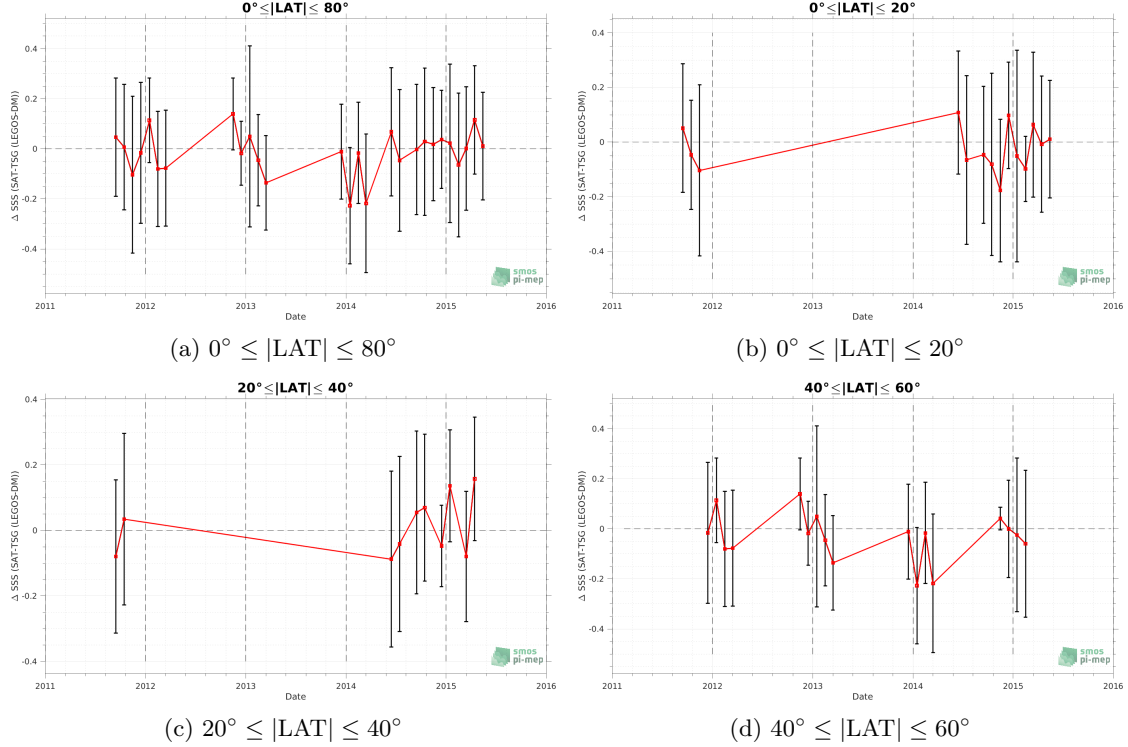 0°≤|LAT|≤ 80°
Δ SSS (SAT-TSG (LEGOS-DM))
0.4
0.2
0
-0.2
-0.4
2011
2012
2013
2014
2015
2016
Date
smos
pi-mep
(a) 0° ≤ |LAT| ≤ 80°
0°≤|LAT|≤ 20°
Δ SSS (SAT-TSG (LEGOS-DM))
0.4
0.2
0
-0.2
-0.4
2011
2012
2013
2014
2015
2016
Date
smos
pi-mep
(b) 0° ≤ |LAT| ≤ 20°
20°≤|LAT|≤ 40°
Δ SSS (SAT-TSG (LEGOS-DM))
0.4
0.2
0
-0.2
-0.4
2011
2012
2013
2014
2015
2016
Date
smos
pi-mep
(c) 20° ≤ |LAT| ≤ 40°
40°≤|LAT|≤ 60°
Δ SSS (SAT-TSG (LEGOS-DM))
0.4
0.2
0
-0.2
-0.4
2011
2012
2013
2014
2015
2016
Date
smos
pi-mep
(d) 40° ≤ |LAT| ≤ 60°